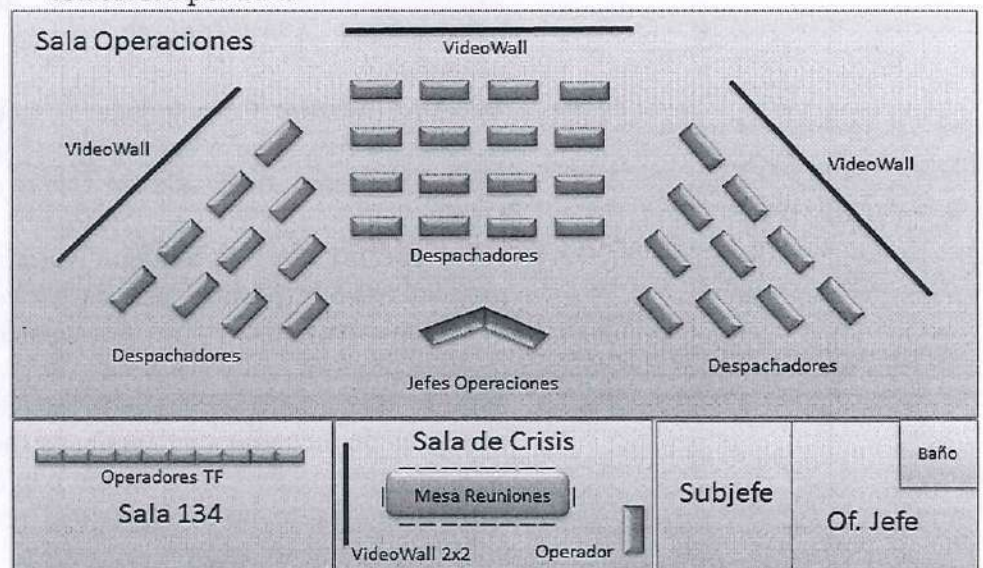 Sala Operaciones
VideoWall
VideoWall
VideoWall
Despachadores
Despachadores
Despachadores
Jefes Operaciones
Operadores TF
Sala 134
Sala de Crisis
Mesa Reuniones
VideoWall 2x2
Operador
Subjefe
Of. Jefe
Baño